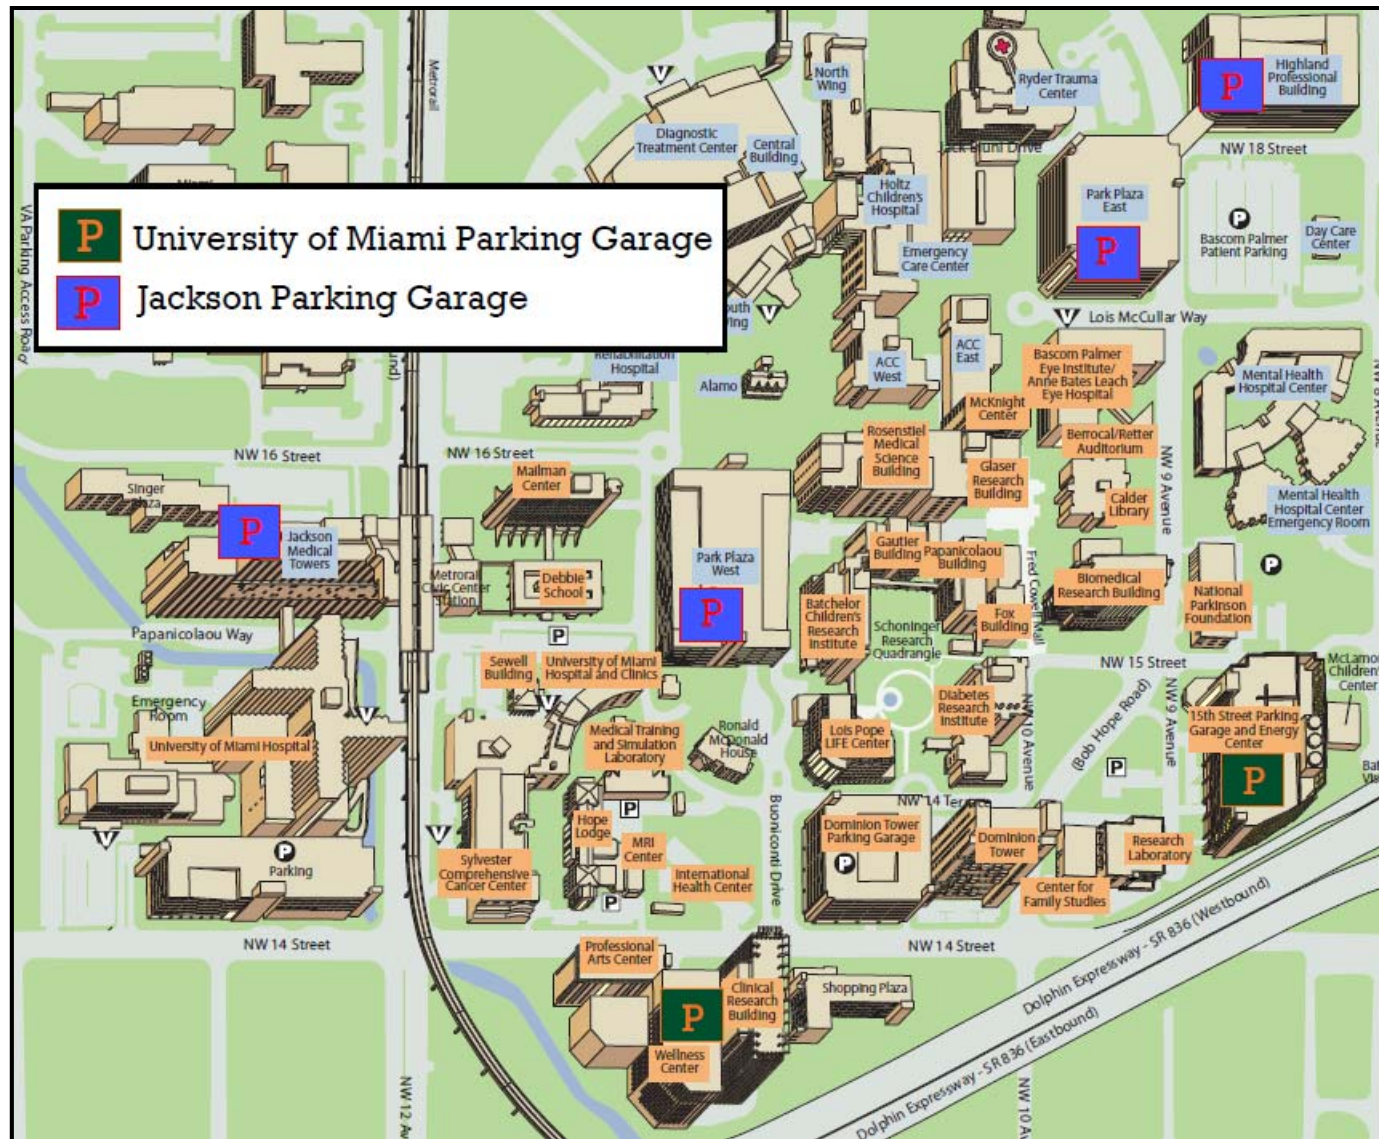 Metrorail
North
Wing
Ryder Trauma
Center
P
Highland
Professional
Building
Diagnostic
Treatment Center
Central
Building
NW 18 Street
Holtz
Children's
Hospital
Park Plaza
East
P
P
Bascom Palmer
Patient Parking
Day Care
Center
Emergency
Care Center
VA Parking Access Road
P University of Miami Parking Garage
P Jackson Parking Garage
V
V
V
Lois McCullar Way
Rehabilitation
Hospital
Alamo
ACC
West
ACC
East
Bascom Palmer
Eye Institute/
Anne Bates Leach
Eye Hospital
McKnight
Center
Mental Health
Hospital Center
Berrocal/Retter
Auditorium
NW 16 Street
NW 16 Street
Mailman
Center
Rosenstiel
Medical
Science
Building
Glaser
Research
Building
Calder
Library
NW 9 Avenue
Mental Health
Hospital Center
Emergency Room
Singer
Plaza
P
Jackson
Medical
Towers
Metrorail
Civic Center
Station
Debbie
School
Park Plaza
West
P
Gautier
Building
Papanicolaou
Building
Fred Cowell Mall
Biomedical
Research Building
P
National
Parkinson
Foundation
Batchelor
Children's
Research
Institute
Schoninger
Research
Quadrangle
Fox
Building
Papanicolaou Way
P
Sewell
Building
University of Miami
Hospital and Clinics
NW 15 Street
Emergency
Room
University of Miami Hospital
V
V
Medical Training
and Simulation
Laboratory
Ronald
McDonald
House
Lois Pope
LIFE Center
Diabetes
Research
Institute
NW 10 Avenue
(Bob Hope Road)
NW 9 Avenue
15th Street Parking
Garage and Energy
Center
P
P
V
V
Parking
P
Sylvester
Comprehensive
Cancer Center
Hope
Lodge
P
MRI
Center
International
Health Center
P
Buoniconti Drive
NW 14 Terrace
Dominion Tower
Parking Garage
P
Dominion
Tower
Center for
Family Studies
Research
Laboratory
NW 14 Street
NW 14 Street
Professional
Arts Center
Clinical
Research
Building
P
Wellness
Center
Shopping Plaza
Dolphin Expressway - SR 836 (Westbound)
Dolphin Expressway - SR 836 (Eastbound)